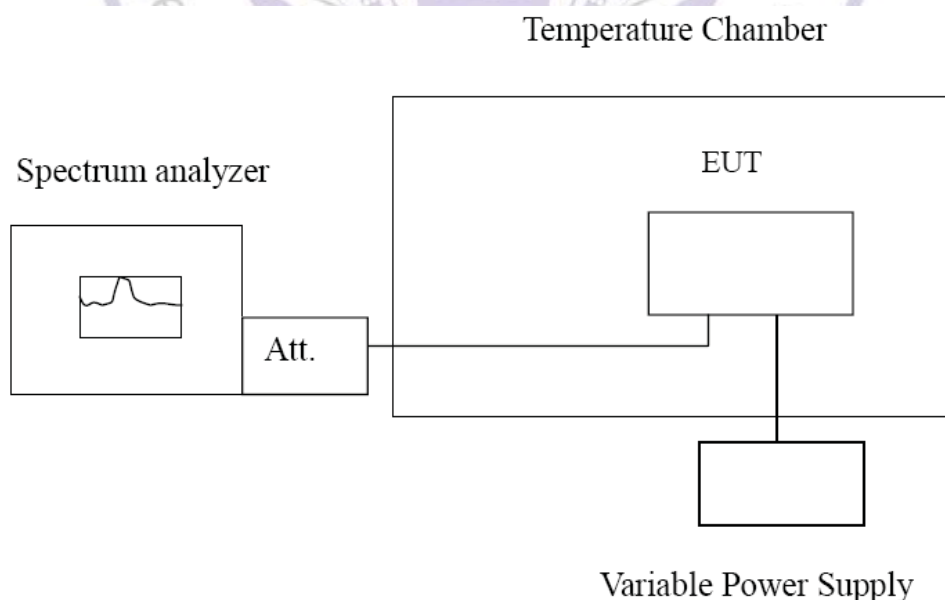 Temperature Chamber
Spectrum analyzer
EUT
Att.
Variable Power Supply